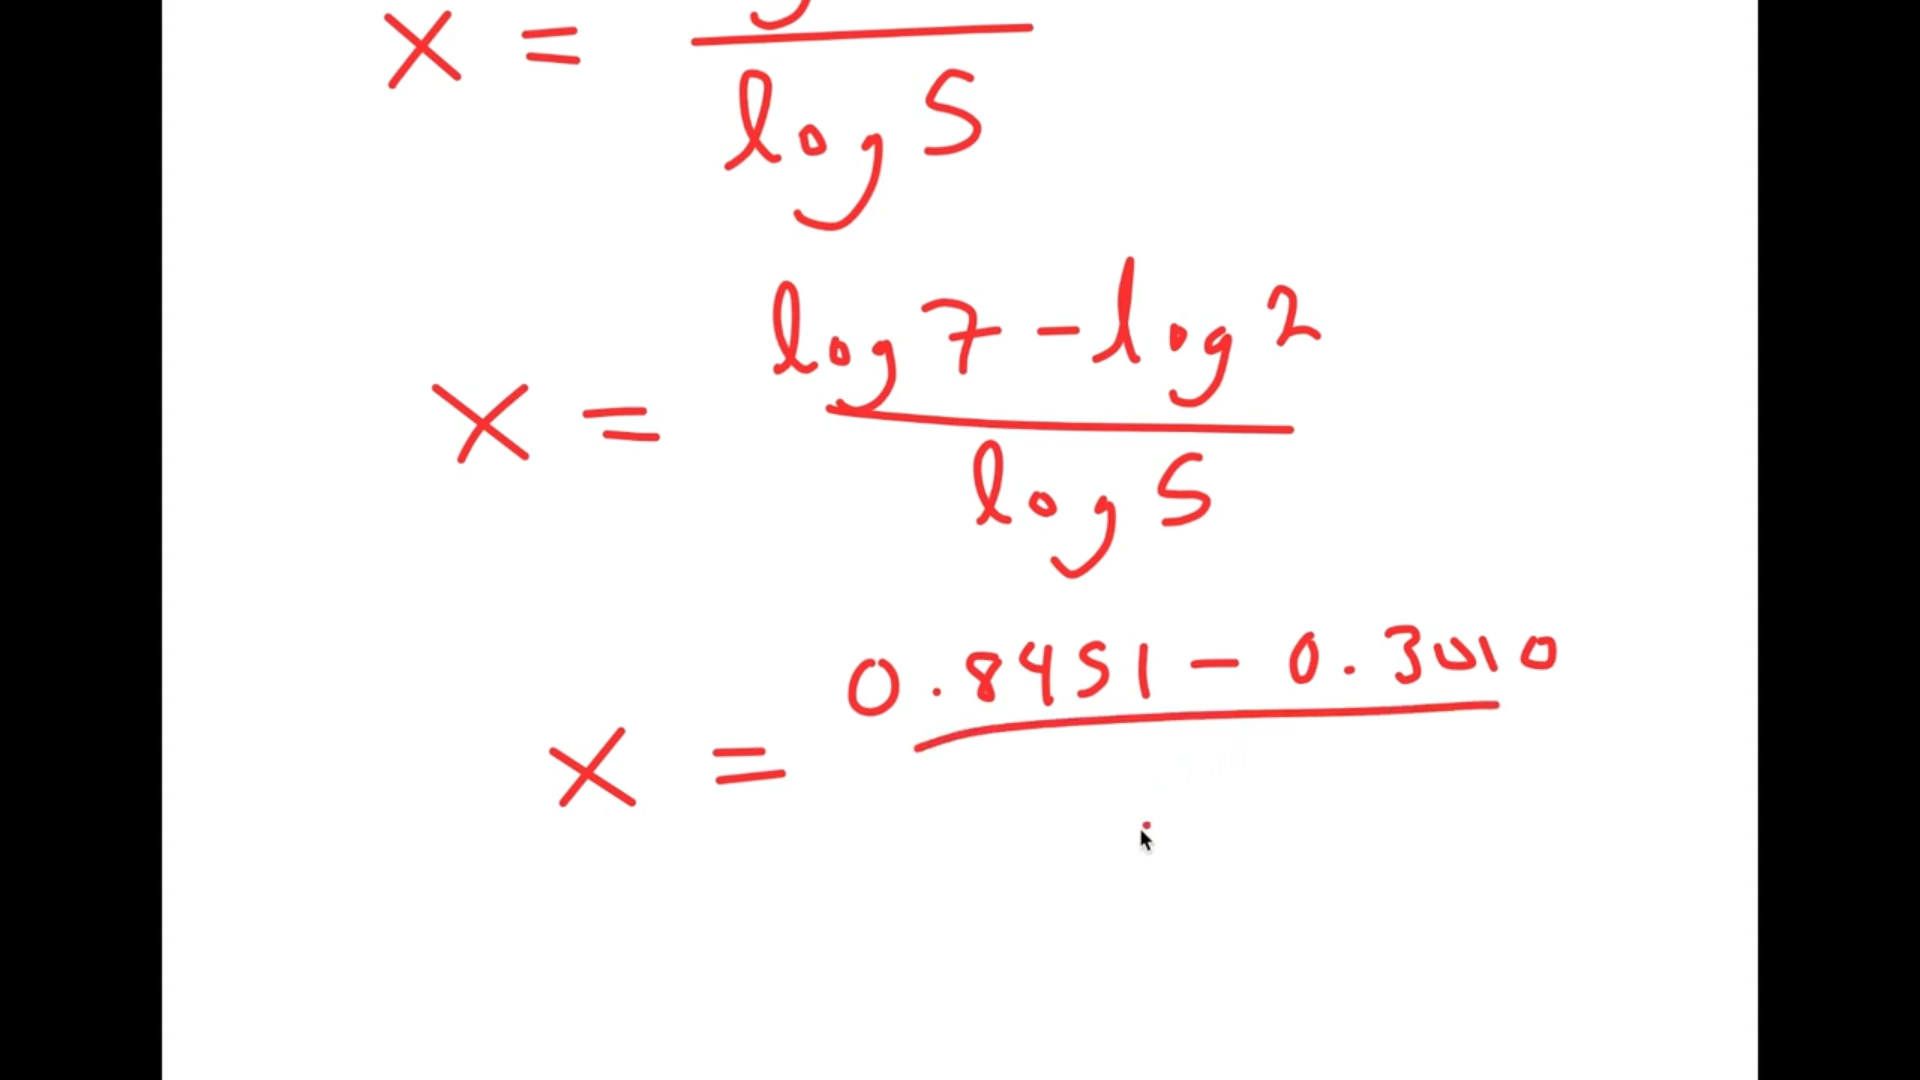 x =
log 5
log 7 - log 2
x =
log 5
0.8451 - 0.3010
x =